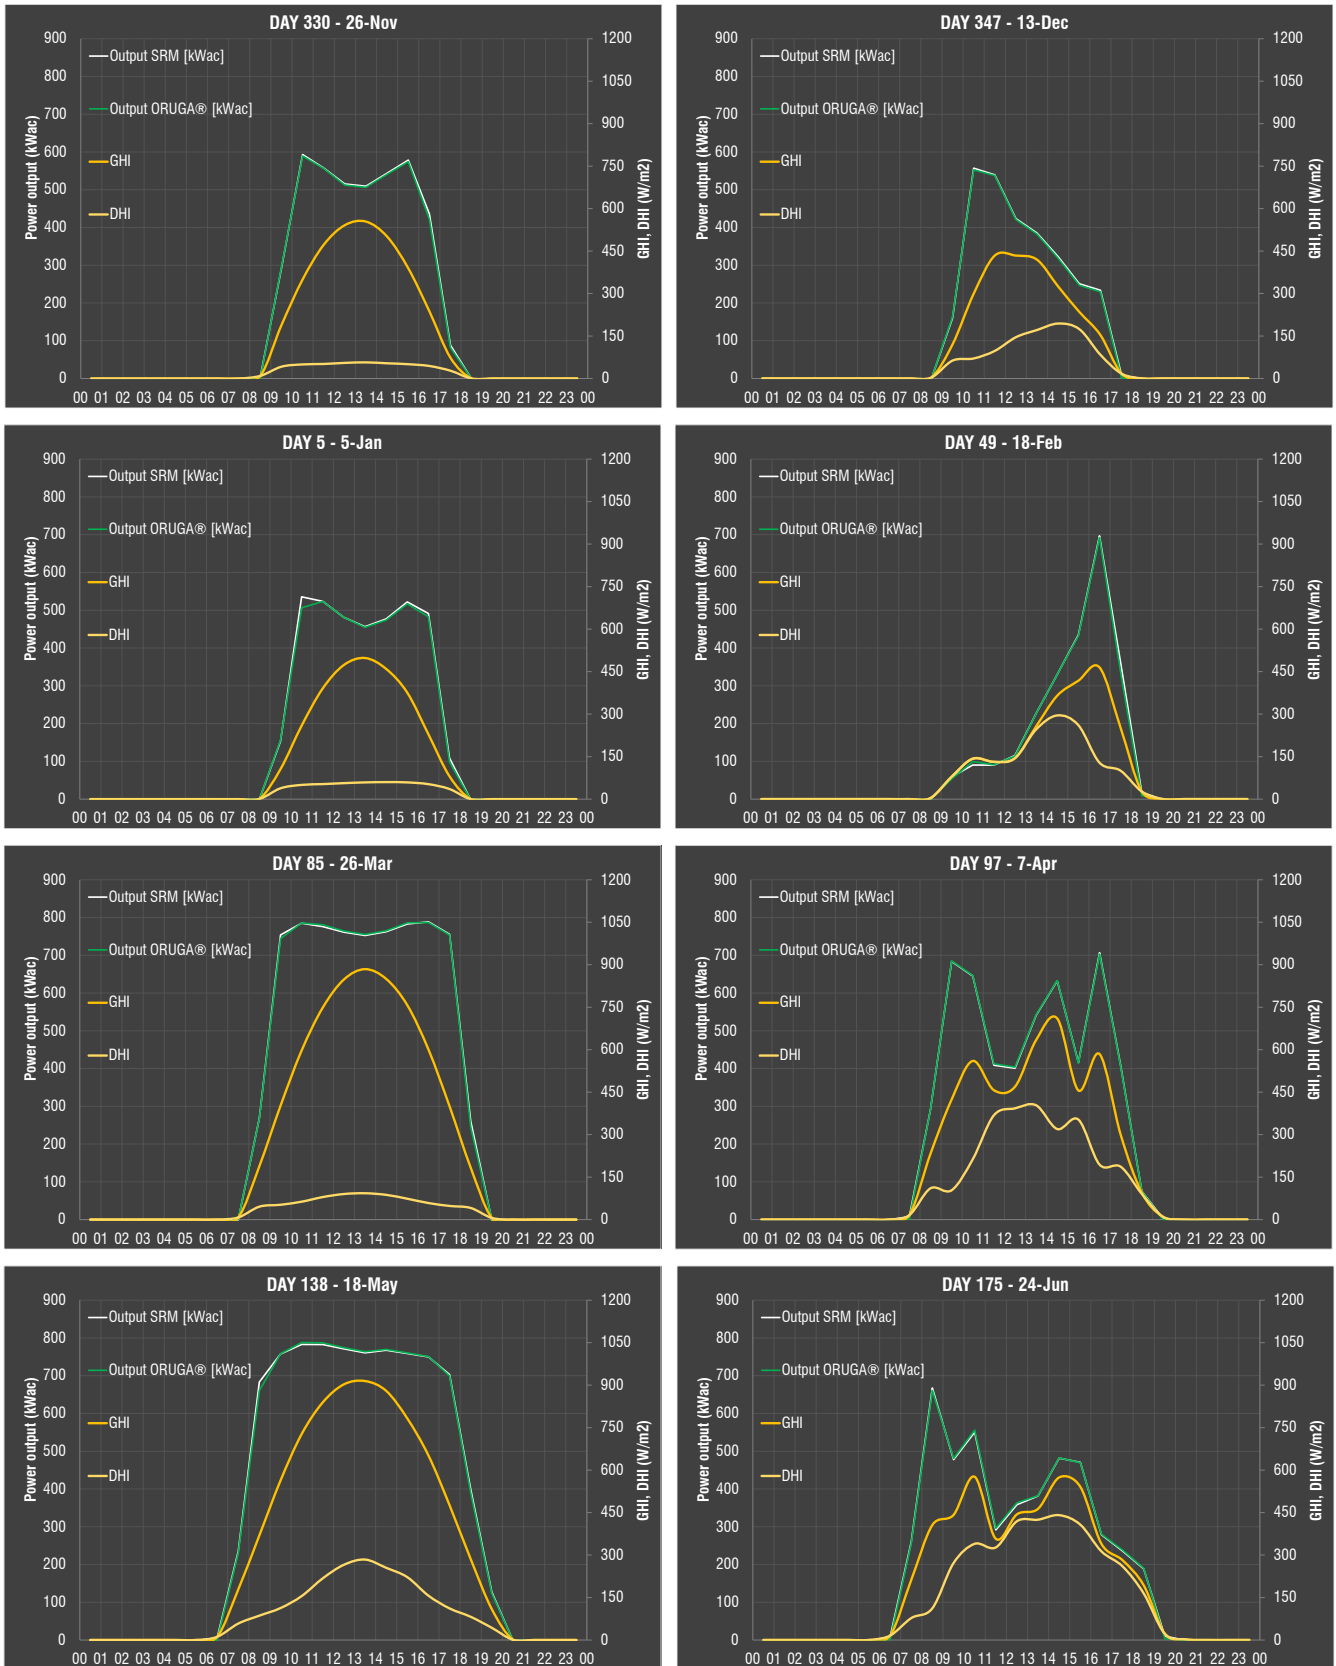 DAY 330 - 26-Nov
Power output (kWac)
900
800
700
600
500
400
300
200
100
0
Output SRM [kWac]
Output ORUGA® [kWac]
GHI
DHI
1200
1050
900
750
600
450
300
150
0
GHI, DHI (W/m2)
00 01 02 03 04 05 06 07 08 09 10 11 12 13 14 15 16 17 18 19 20 21 22 23 00
DAY 347 - 13-Dec
Power output (kWac)
900
800
700
600
500
400
300
200
100
0
Output SRM [kWac]
Output ORUGA® [kWac]
GHI
DHI
1200
1050
900
750
600
450
300
150
0
GHI, DHI (W/m2)
00 01 02 03 04 05 06 07 08 09 10 11 12 13 14 15 16 17 18 19 20 21 22 23 00
DAY 5 - 5-Jan
Power output (kWac)
900
800
700
600
500
400
300
200
100
0
Output SRM [kWac]
Output ORUGA® [kWac]
GHI
DHI
1200
1050
900
750
600
450
300
150
0
GHI, DHI (W/m2)
00 01 02 03 04 05 06 07 08 09 10 11 12 13 14 15 16 17 18 19 20 21 22 23 00
DAY 49 - 18-Feb
Power output (kWac)
900
800
700
600
500
400
300
200
100
0
Output SRM [kWac]
Output ORUGA® [kWac]
GHI
DHI
1200
1050
900
750
600
450
300
150
0
GHI, DHI (W/m2)
00 01 02 03 04 05 06 07 08 09 10 11 12 13 14 15 16 17 18 19 20 21 22 23 00
DAY 85 - 26-Mar
Power output (kWac)
900
800
700
600
500
400
300
200
100
0
Output SRM [kWac]
Output ORUGA® [kWac]
GHI
DHI
1200
1050
900
750
600
450
300
150
0
GHI, DHI (W/m2)
00 01 02 03 04 05 06 07 08 09 10 11 12 13 14 15 16 17 18 19 20 21 22 23 00
DAY 97 - 7-Apr
Power output (kWac)
900
800
700
600
500
400
300
200
100
0
Output SRM [kWac]
Output ORUGA® [kWac]
GHI
DHI
1200
1050
900
750
600
450
300
150
0
GHI, DHI (W/m2)
00 01 02 03 04 05 06 07 08 09 10 11 12 13 14 15 16 17 18 19 20 21 22 23 00
DAY 138 - 18-May
Power output (kWac)
900
800
700
600
500
400
300
200
100
0
Output SRM [kWac]
Output ORUGA® [kWac]
GHI
DHI
1200
1050
900
750
600
450
300
150
0
GHI, DHI (W/m2)
00 01 02 03 04 05 06 07 08 09 10 11 12 13 14 15 16 17 18 19 20 21 22 23 00
DAY 175 - 24-Jun
Power output (kWac)
900
800
700
600
500
400
300
200
100
0
Output SRM [kWac]
Output ORUGA® [kWac]
GHI
DHI
1200
1050
900
750
600
450
300
150
0
GHI, DHI (W/m2)
00 01 02 03 04 05 06 07 08 09 10 11 12 13 14 15 16 17 18 19 20 21 22 23 00